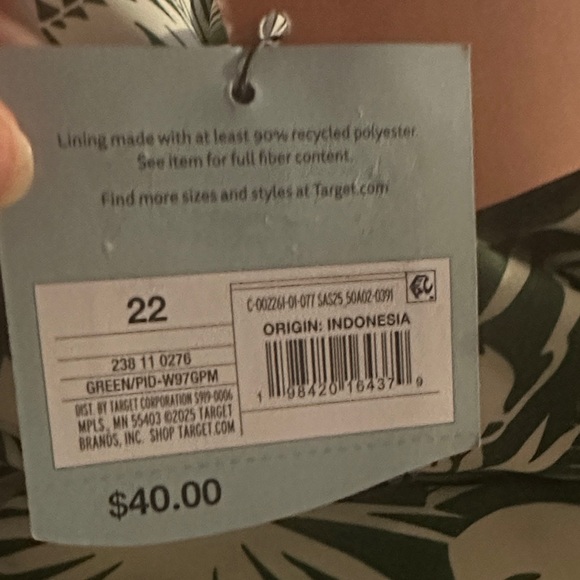 Lining made with at least 90% recycled polyester.
See item for full fiber content.
Find more sizes and styles at Target.com
22
238 11 0276
GREEN/PID-W97GPM
DIST. BY TARGET CORPORATION
MPLS., MN 55403 ©2025 TARGET
BRANDS, INC. SHOP TARGET.COM
C-002261-01-077 SAS25 50A02-0391
ORIGIN: INDONESIA
1 98420 16437 9
$40.00